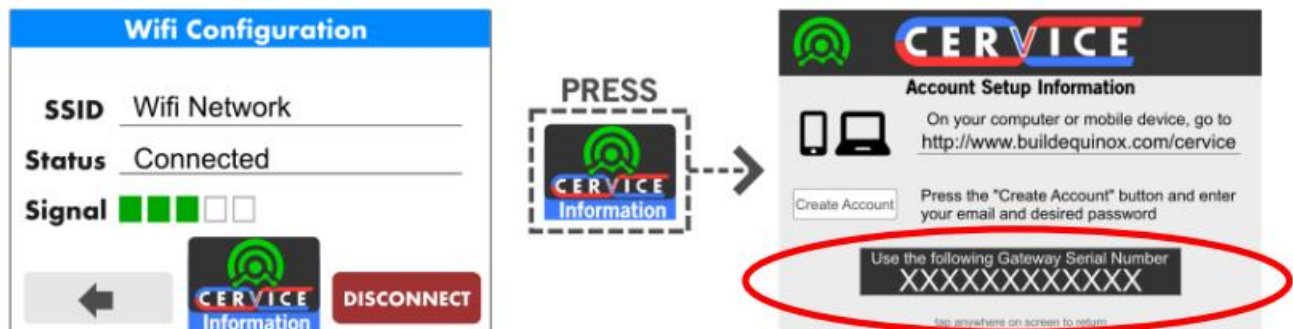 Wifi Configuration
SSID Wifi Network
Status Connected
Signal
CERVICE
Information
DISCONNECT
PRESS
CERVICE
Information
CERVICE
Account Setup Information
On your computer or mobile device, go to
http://www.buildequinox.com/cervice
Create Account
Press the "Create Account" button and enter
your email and desired password
Use the following Gateway Serial Number
XXXXXXXXXXXX
tap anywhere on screen to return